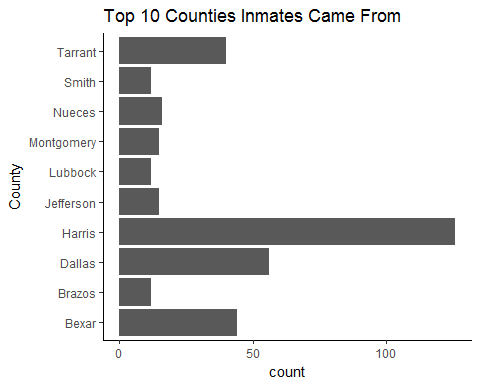 Top 10 Counties Inmates Came From
Tarrant
Smith
Nueces
Montgomery
Lubbock
Jefferson
Harris
Dallas
Brazos
Bexar
County
0 50 100
count